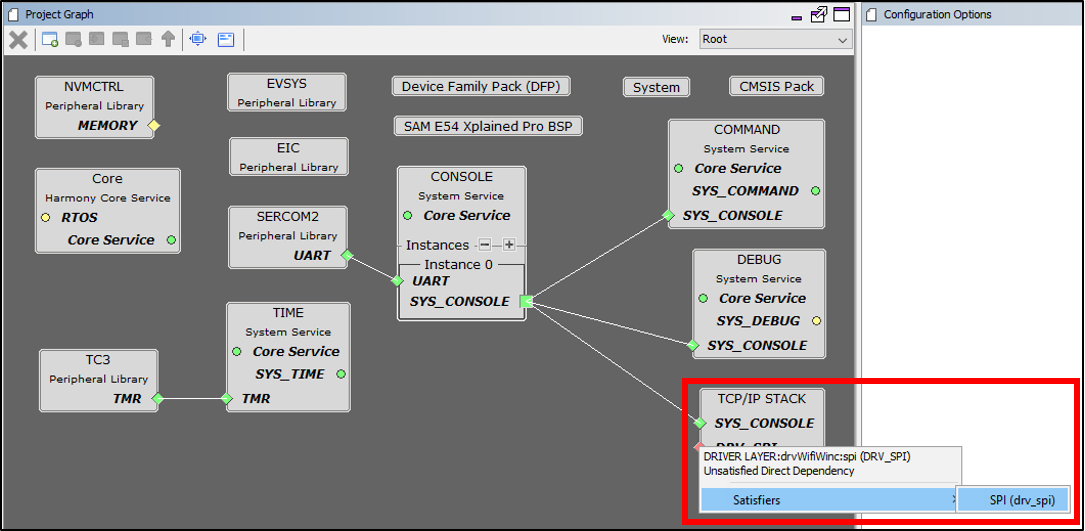 Project Graph
Configuration Options
View: Root
NVMCTRL
Peripheral Library
MEMORY
EVSYS
Peripheral Library
Device Family Pack (DFP)
System
CMSIS Pack
SAM E54 Xplained Pro BSP
EIC
Peripheral Library
COMMAND
System Service
Core Service
SYS_COMMAND
SYS_CONSOLE
Core
Harmony Core Service
RTOS
Core Service
CONSOLE
System Service
Core Service
Instances
Instance 0
UART
SYS_CONSOLE
SERCOM2
Peripheral Library
UART
DEBUG
System Service
Core Service
SYS_DEBUG
SYS_CONSOLE
TIME
System Service
Core Service
SYS_TIME
TMR
TC3
Peripheral Library
TMR
TCP/IP STACK
SYS_CONSOLE
DRV_SPI
DRIVER LAYER:drvWifiWinc:spi (DRV_SPI)
Unsatisfied Direct Dependency
Satisfiers
SPI (drv_spi)